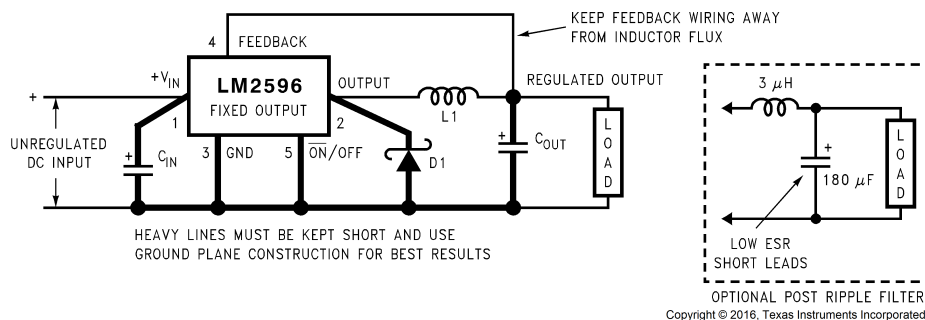 KEEP FEEDBACK WIRING AWAY
FROM INDUCTOR FLUX
4 FEEDBACK
+VIN
LM2596
FIXED OUTPUT
OUTPUT
REGULATED OUTPUT
3 μH
+
1
2
L1
UNREGULATED
DC INPUT
+
CIN
3 GND
5 ON/OFF
D1
+
COUT
LOAD
+
180 μF
LOAD
HEAVY LINES MUST BE KEPT SHORT AND USE
GROUND PLANE CONSTRUCTION FOR BEST RESULTS
LOW ESR
SHORT LEADS
OPTIONAL POST RIPPLE FILTER
Copyright © 2016, Texas Instruments Incorporated